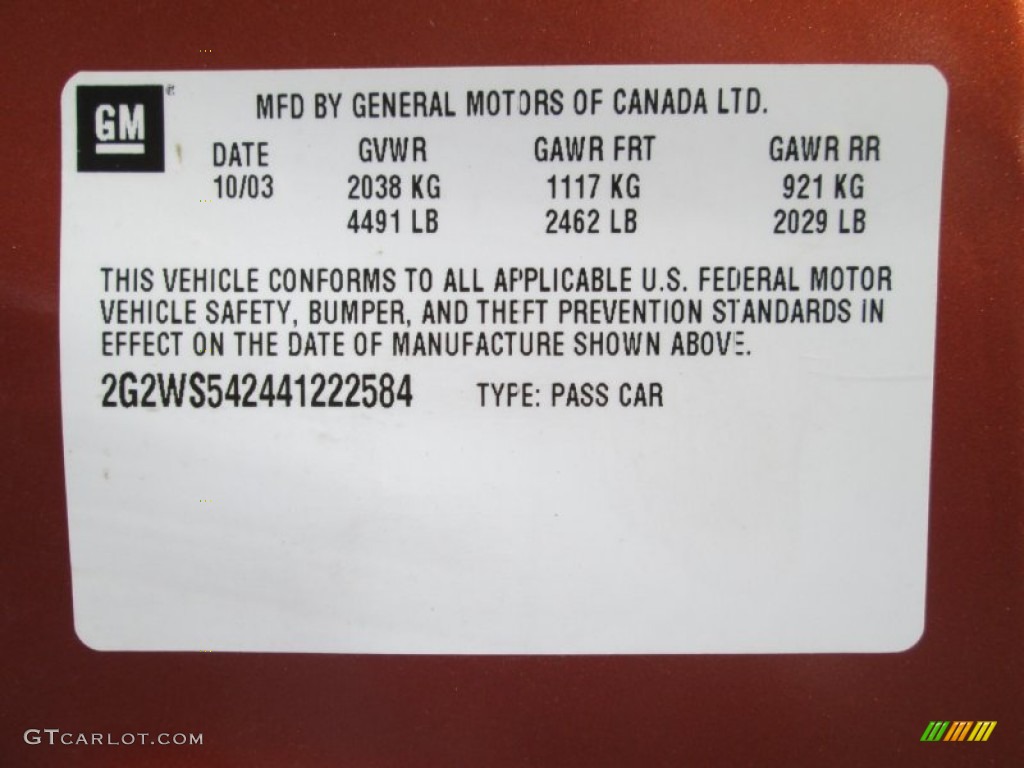 GM
MFD BY GENERAL MOTORS OF CANADA LTD.
DATE GVWR GAWR FRT GAWR RR
10/03 2038 KG 1117 KG 921 KG
4491 LB 2462 LB 2029 LB
THIS VEHICLE CONFORMS TO ALL APPLICABLE U.S. FEDERAL MOTOR
VEHICLE SAFETY, BUMPER, AND THEFT PREVENTION STANDARDS IN
EFFECT ON THE DATE OF MANUFACTURE SHOWN ABOVE.
2G2WS542441222584 TYPE: PASS CAR
GTCARLOT.COM